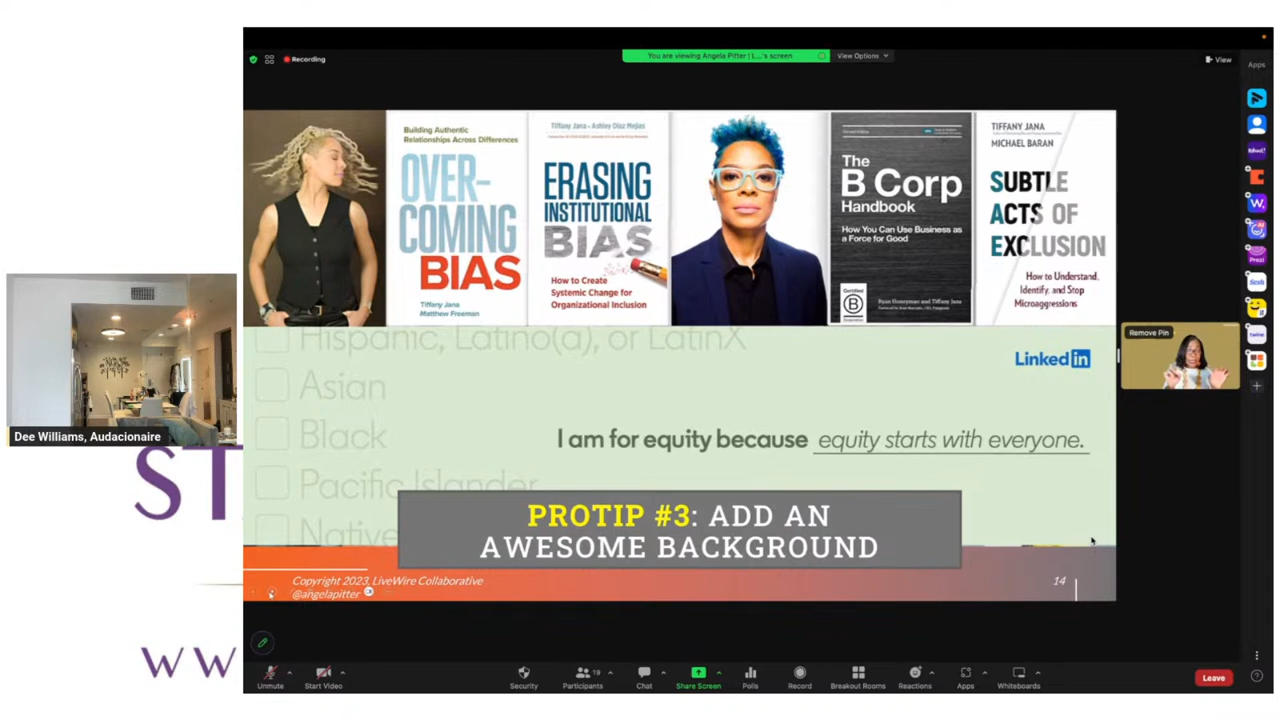 Recording
You are viewing Angela Pitter | L...'s screen
View Options
View
Apps
Building Authentic
Relationships Across Differences
OVER-
COMING
BIAS
Tiffany Jana
Matthew Freeman
Tiffany Jana - Ashley Diaz Mejias
ERASING
INSTITUTIONAL
BIAS
How to Create
Systemic Change for
Organizational Inclusion
The
B Corp
Handbook
How You Can Use Business as
a Force for Good
Certified
B
Corporation
Ryan Honeyman and Tiffany Jana
TIFFANY JANA
MICHAEL BARAN
SUBTLE
ACTS OF
EXCLUSION
How to Understand,
Identify, and Stop
Microaggressions
Hispanic, Latino(a), or LatinX
Asian
Black
Pacific Islander
Native
Linked in
I am for equity because equity starts with everyone.
PROTIP #3: ADD AN
AWESOME BACKGROUND
Copyright 2023, LiveWire Collaborative
@angelapitter
14
Remove Pin
Dee Williams, Audacionaire
ST
WW
Unmute
Start Video
Security
Participants
19
Chat
Share Screen
Polls
Record
Breakout Rooms
Reactions
Apps
Whiteboards
Leave